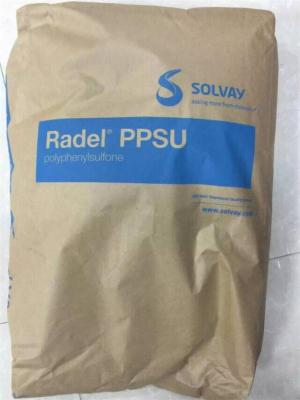 SOLVAY
asking more from chemistry®
Radel® PPSU
polyphenylsulfone
www.solvay.com